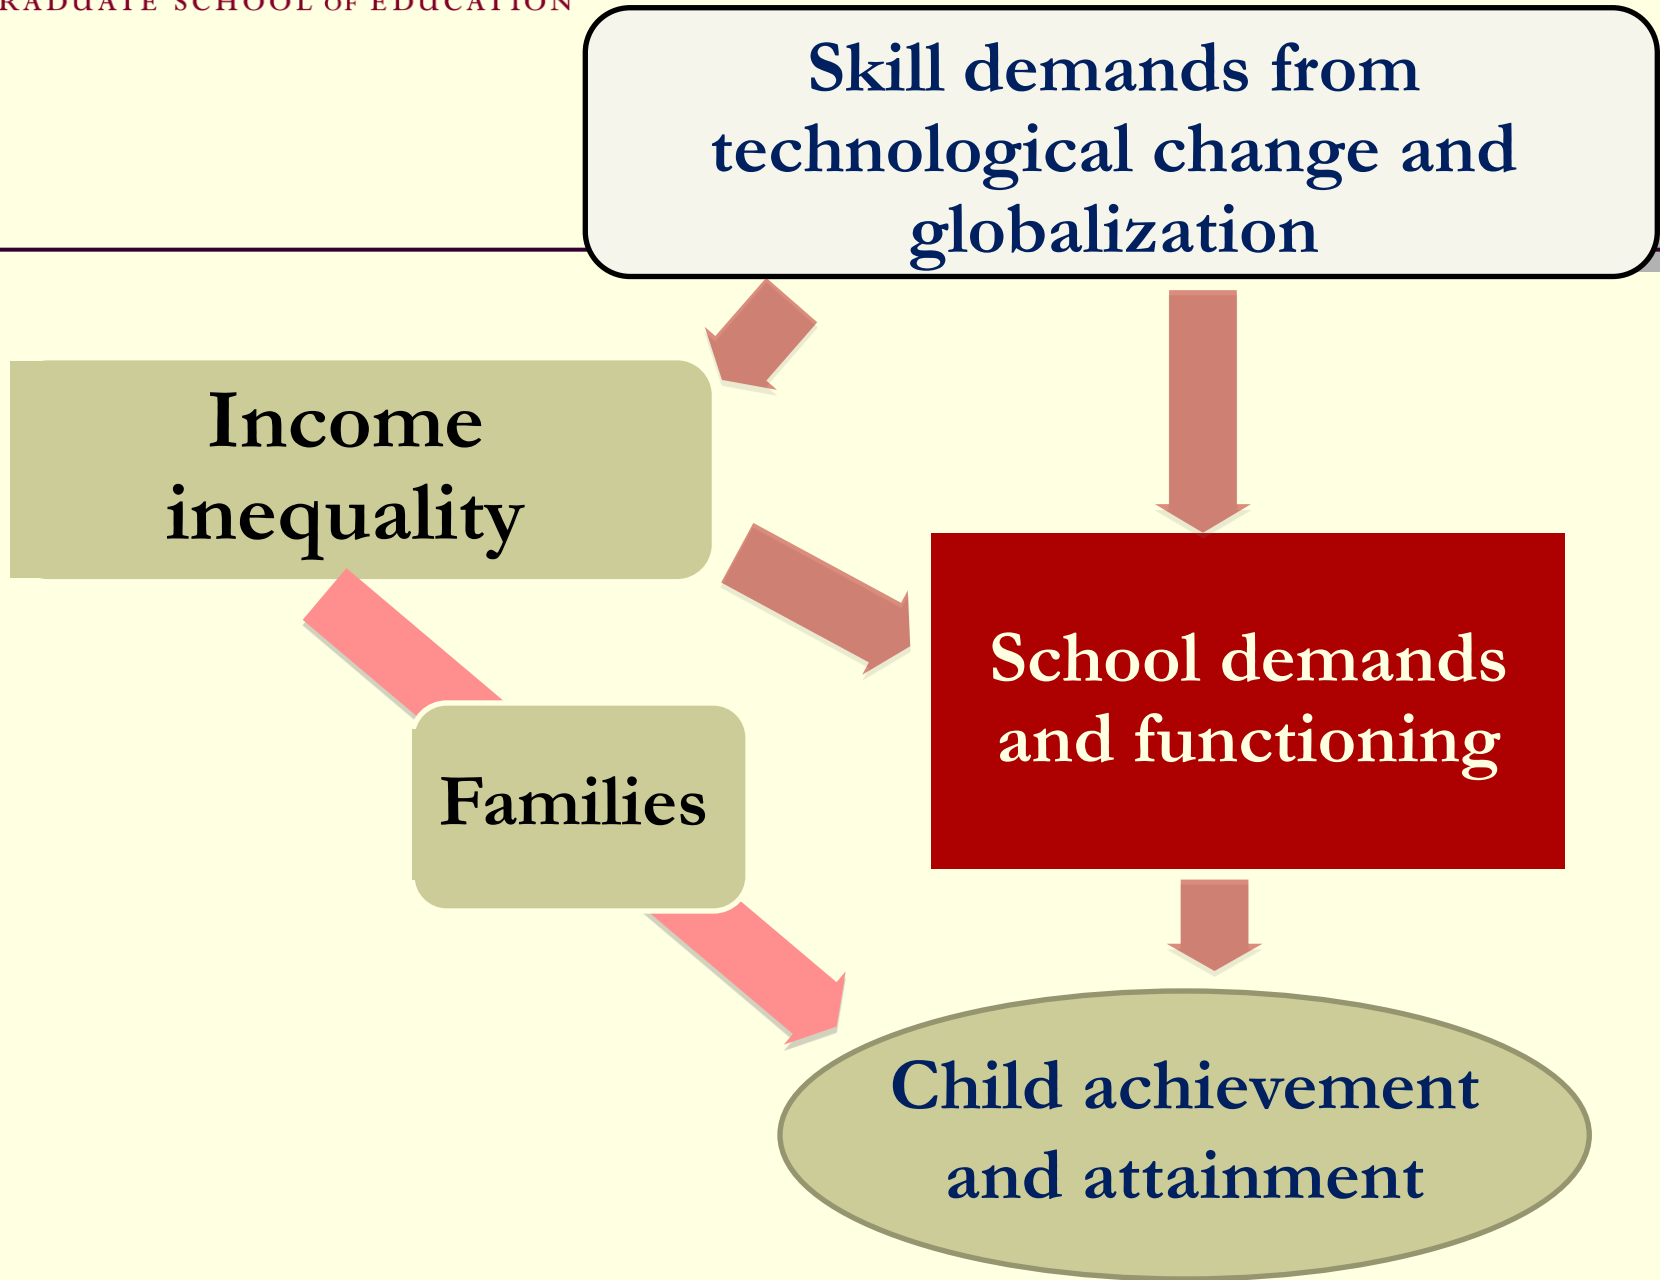 RADUATE SCHOOL OF EDUCATION
Skill demands from
technological change and
globalization
Income
inequality
School demands
and functioning
Families
Child achievement
and attainment